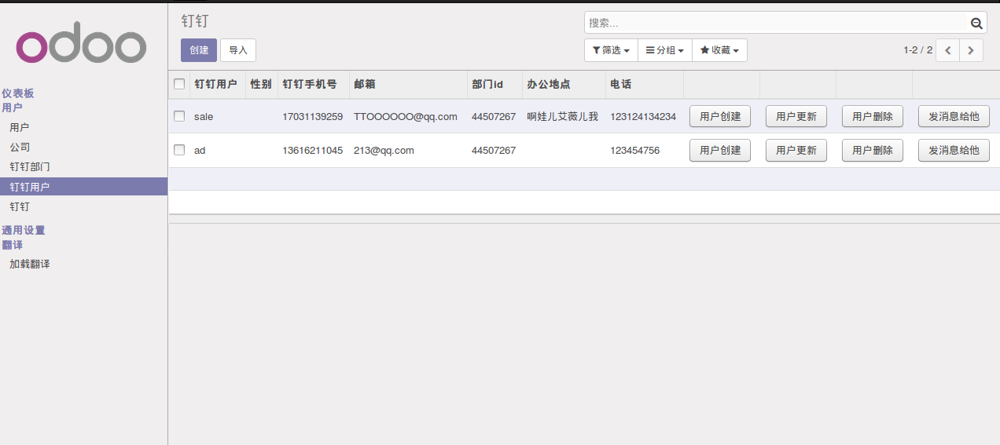 odoo
仪表板
用户
用户
公司
钉钉部门
钉钉用户
钉钉
通用设置
翻译
加载翻译
钉钉
搜索...
创建 导入
筛选 分组 收藏 1-2 / 2
钉钉用户 性别 钉钉手机号 邮箱 部门id 办公地点 电话
sale 17031139259 TTOOOOOO@qq.com 44507267 啊娃儿艾薇儿我 123124134234 用户创建 用户更新 用户删除 发消息给他
ad 13616211045 213@qq.com 44507267 123454756 用户创建 用户更新 用户删除 发消息给他